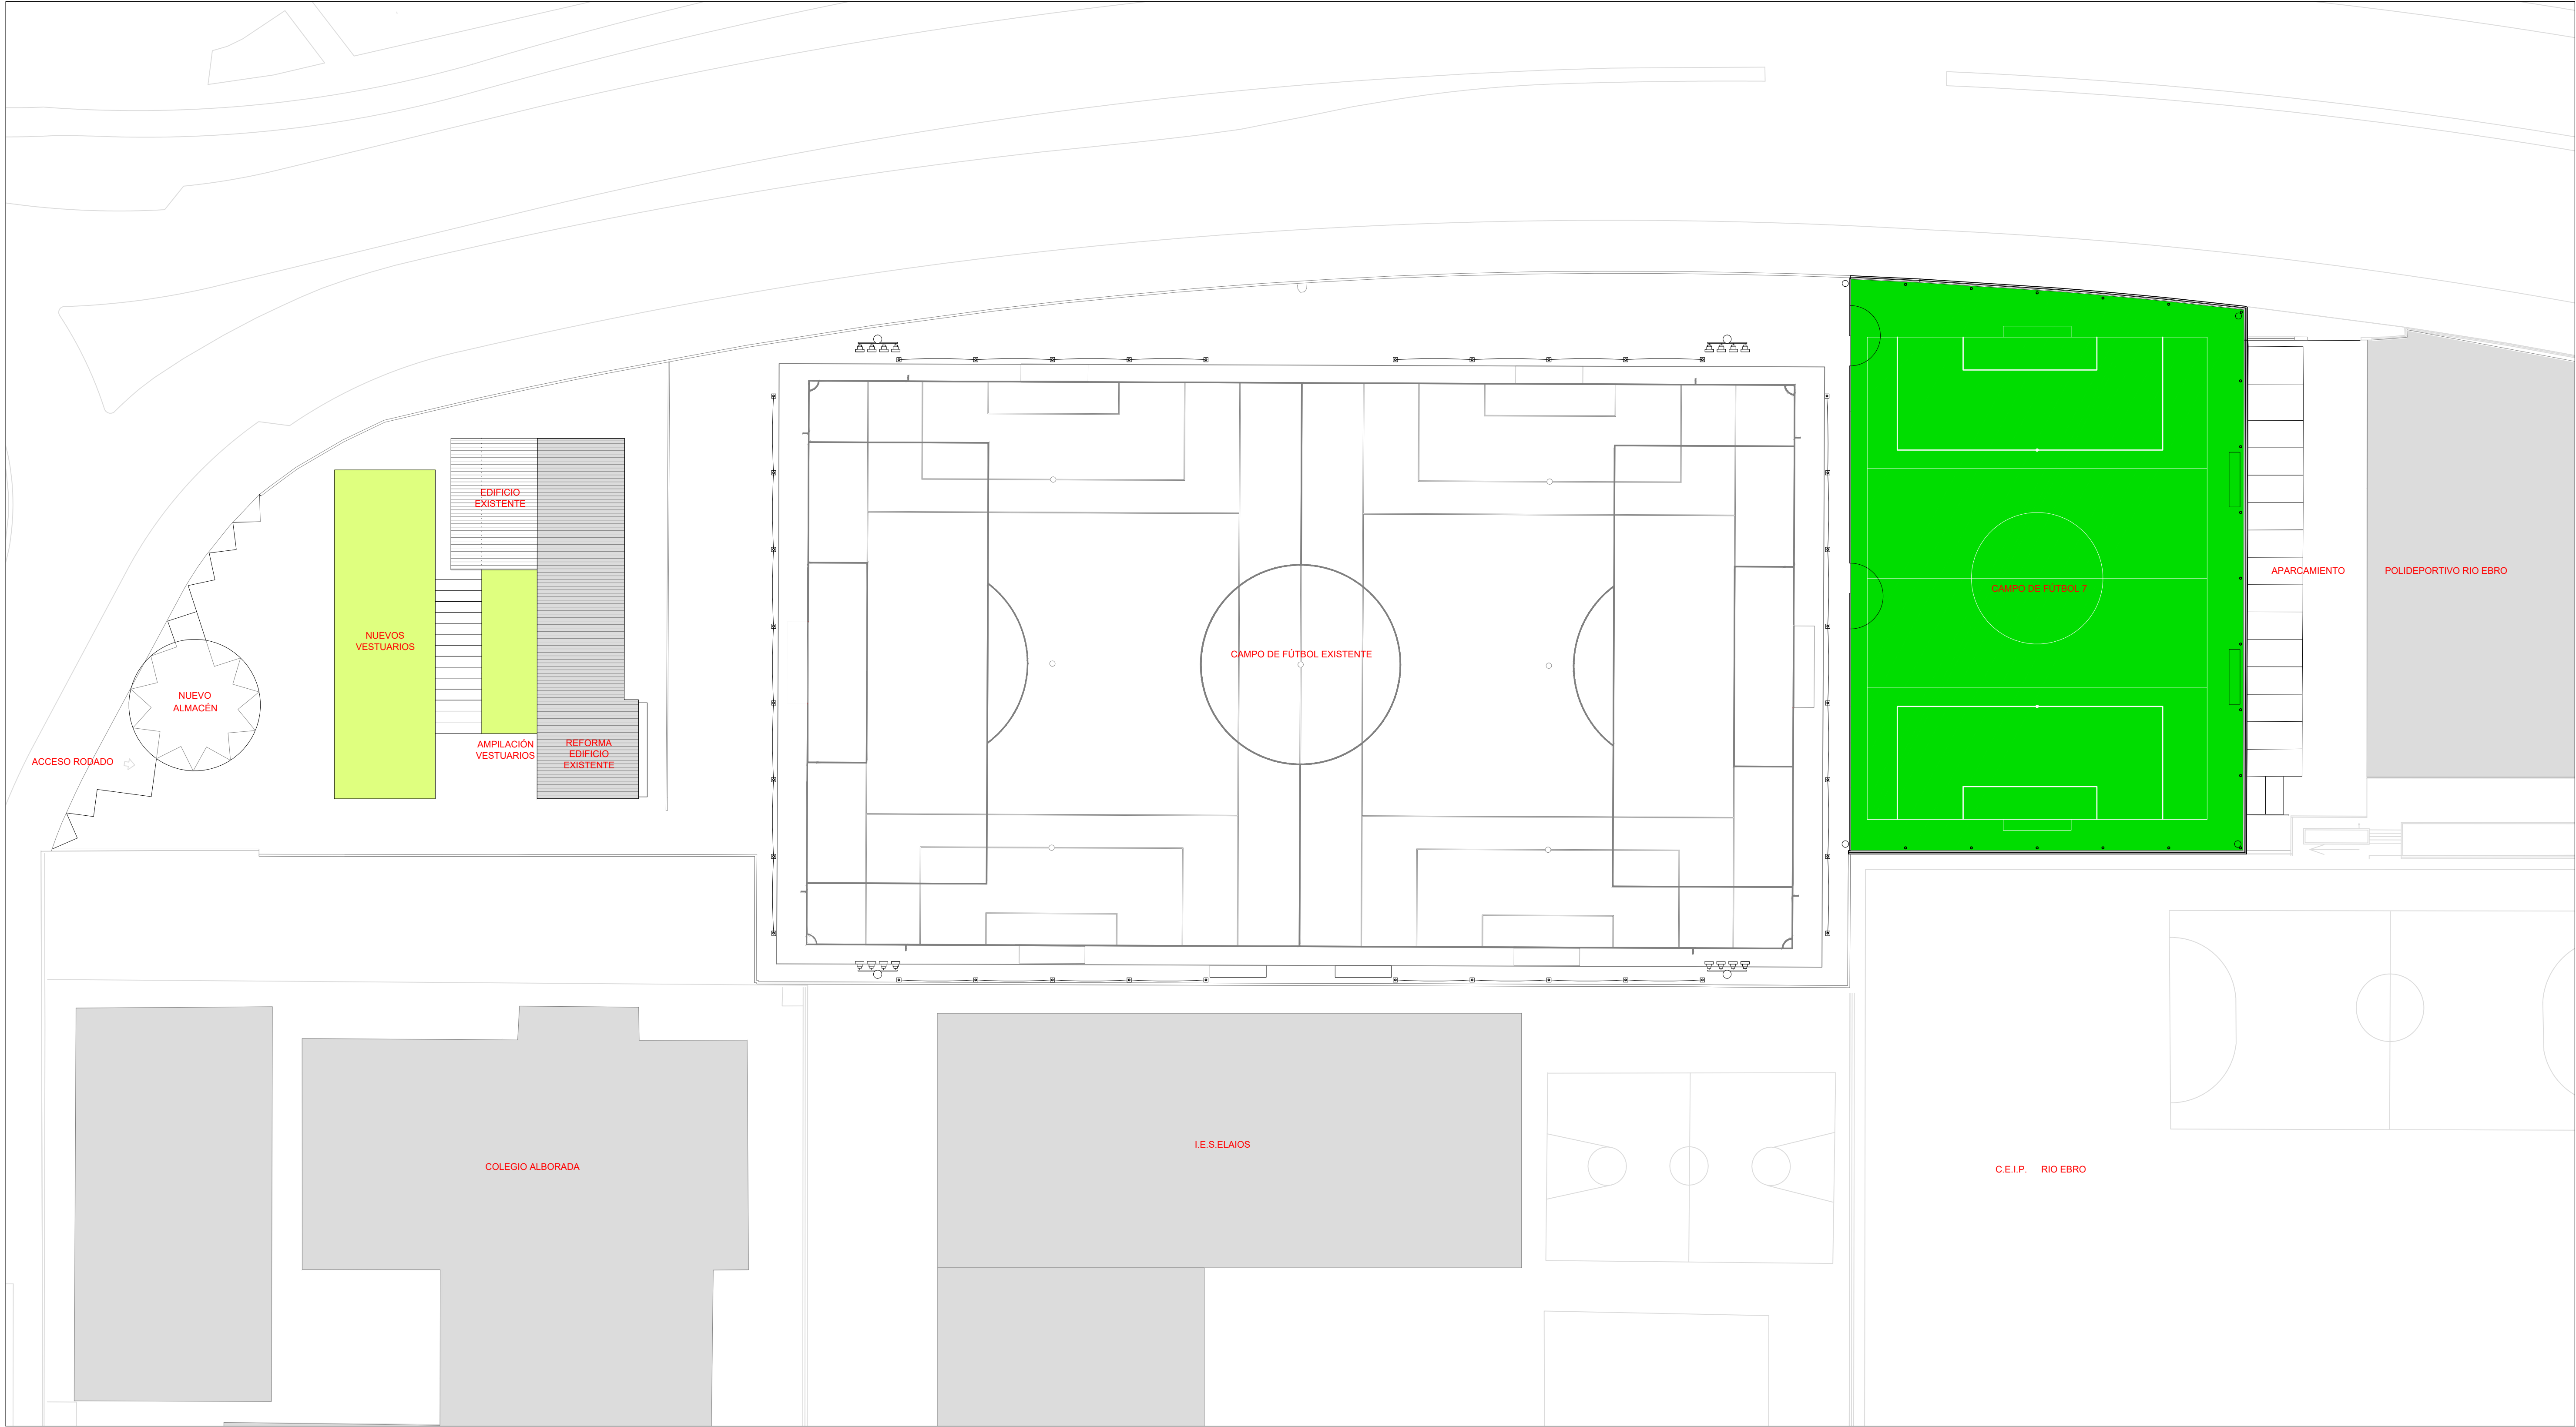 EDIFICIO
EXISTENTE
NUEVOS
VESTUARIOS
NUEVO
ALMACÉN
ACCESO RODADO
AMPILACIÓN
VESTUARIOS
REFORMA
EDIFICIO
EXISTENTE
CAMPO DE FÚTBOL EXISTENTE
CAMPO DE FÚTBOL 7
APARCAMIENTO
POLIDEPORTIVO RIO EBRO
COLEGIO ALBORADA
I.E.S.ELAIOS
C.E.I.P. RIO EBRO